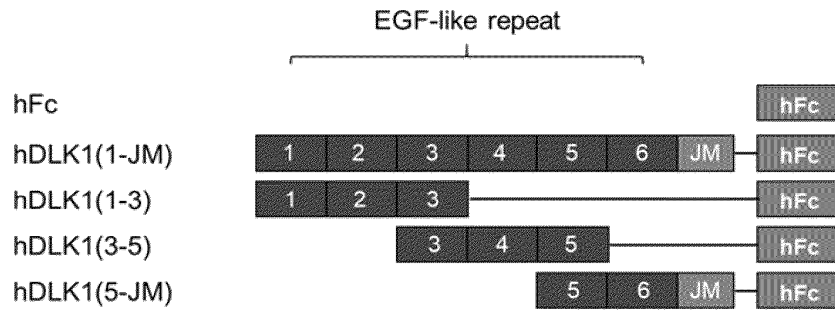 EGF-like repeat
hFc hFc
hDLK1(1-JM) 1 2 3 4 5 6 JM hFc
hDLK1(1-3) 1 2 3 hFc
hDLK1(3-5) 3 4 5 hFc
hDLK1(5-JM) 5 6 JM hFc